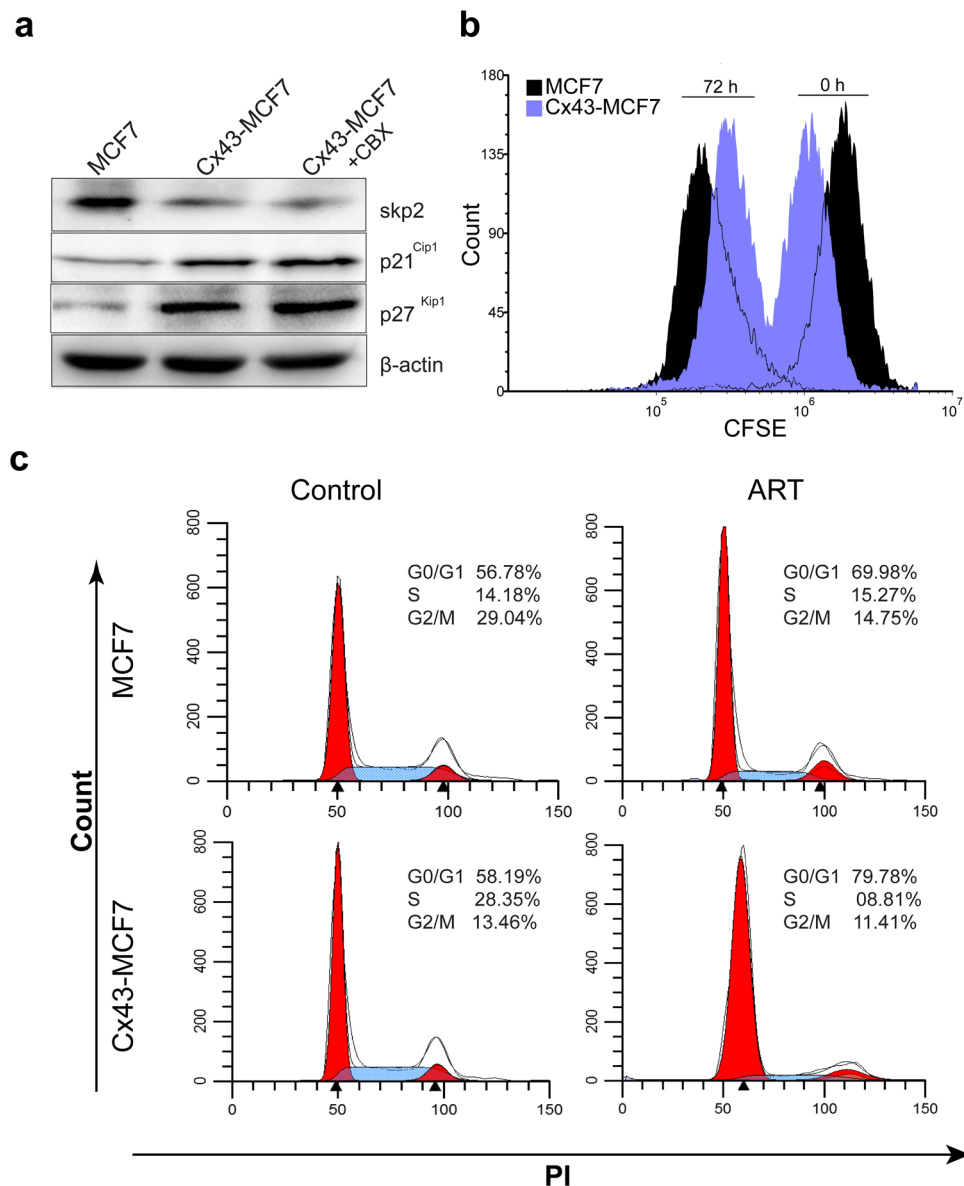 a
MCF7
Cx43-MCF7
Cx43-MCF7
+CBX
skp2
p21Cip1
p27 Kip1
β-actin
b
MCF7
Cx43-MCF7
72 h
0 h
180
135
90
45
0
Count
10^5
10^6
10^7
CFSE
c
Control
ART
Count
MCF7
Cx43-MCF7
800
600
400
200
0
G0/G1 56.78%
S 14.18%
G2/M 29.04%
0 50 100 150
800
600
400
200
0
G0/G1 69.98%
S 15.27%
G2/M 14.75%
0 50 100 150
800
600
400
200
0
G0/G1 58.19%
S 28.35%
G2/M 13.46%
0 50 100 150
800
600
400
200
0
G0/G1 79.78%
S 08.81%
G2/M 11.41%
0 50 100 150
PI